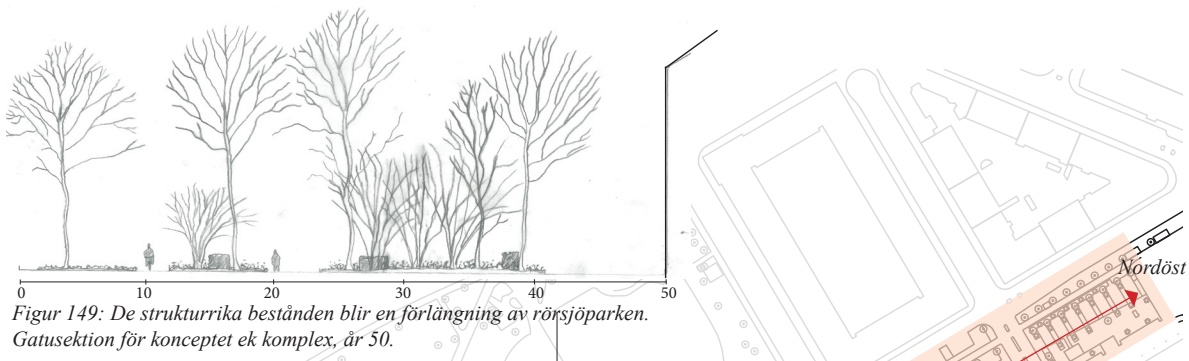 0 10 20 30 40 50
Figur 149: De strukturrika bestånden blir en förlängning av rörsjöparken.
Gatusektion för konceptet ek komplex, år 50.
Nordöst